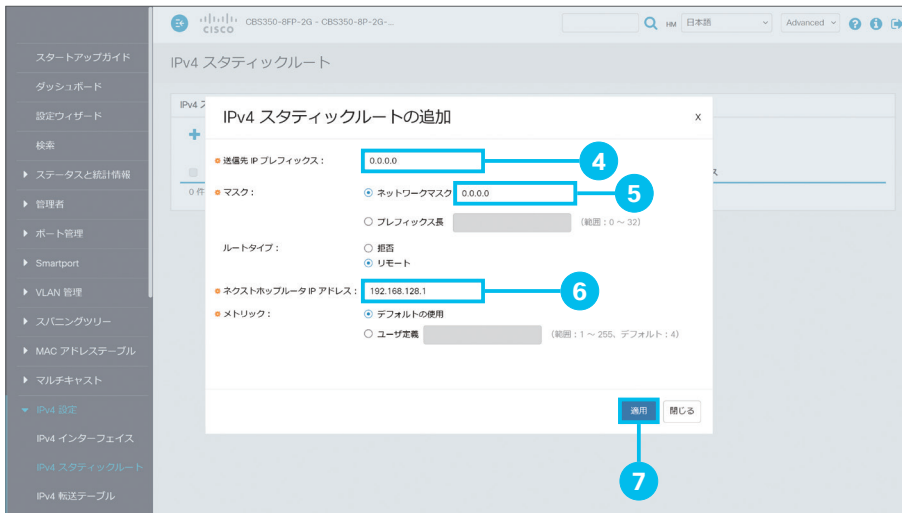 CISCO CBS350-8FP-2G - CBS350-8P-2G-... HM 日本語 Advanced
スタートアップガイド
ダッシュボード
設定ウィザード
検索
ステータスと統計情報
管理者
ポート管理
Smartport
VLAN 管理
スパニングツリー
MAC アドレステーブル
マルチキャスト
IPv4 設定
IPv4 インターフェイス
IPv4 スタティックルート
IPv4 転送テーブル
IPv4 スタティックルート
IPv4 ス
0 件
ス
IPv4 スタティックルートの追加 x
送信先 IP プレフィックス : 0.0.0.0 4
マスク : ネットワークマスク 0.0.0.0 5
プレフィックス長 (範囲 : 0 ~ 32)
ルートタイプ : 拒否
リモート
ネクストホップルータ IP アドレス : 192.168.128.1 6
メトリック : デフォルトの使用
ユーザ定義 (範囲 : 1 ~ 255、デフォルト : 4)
適用 閉じる
7